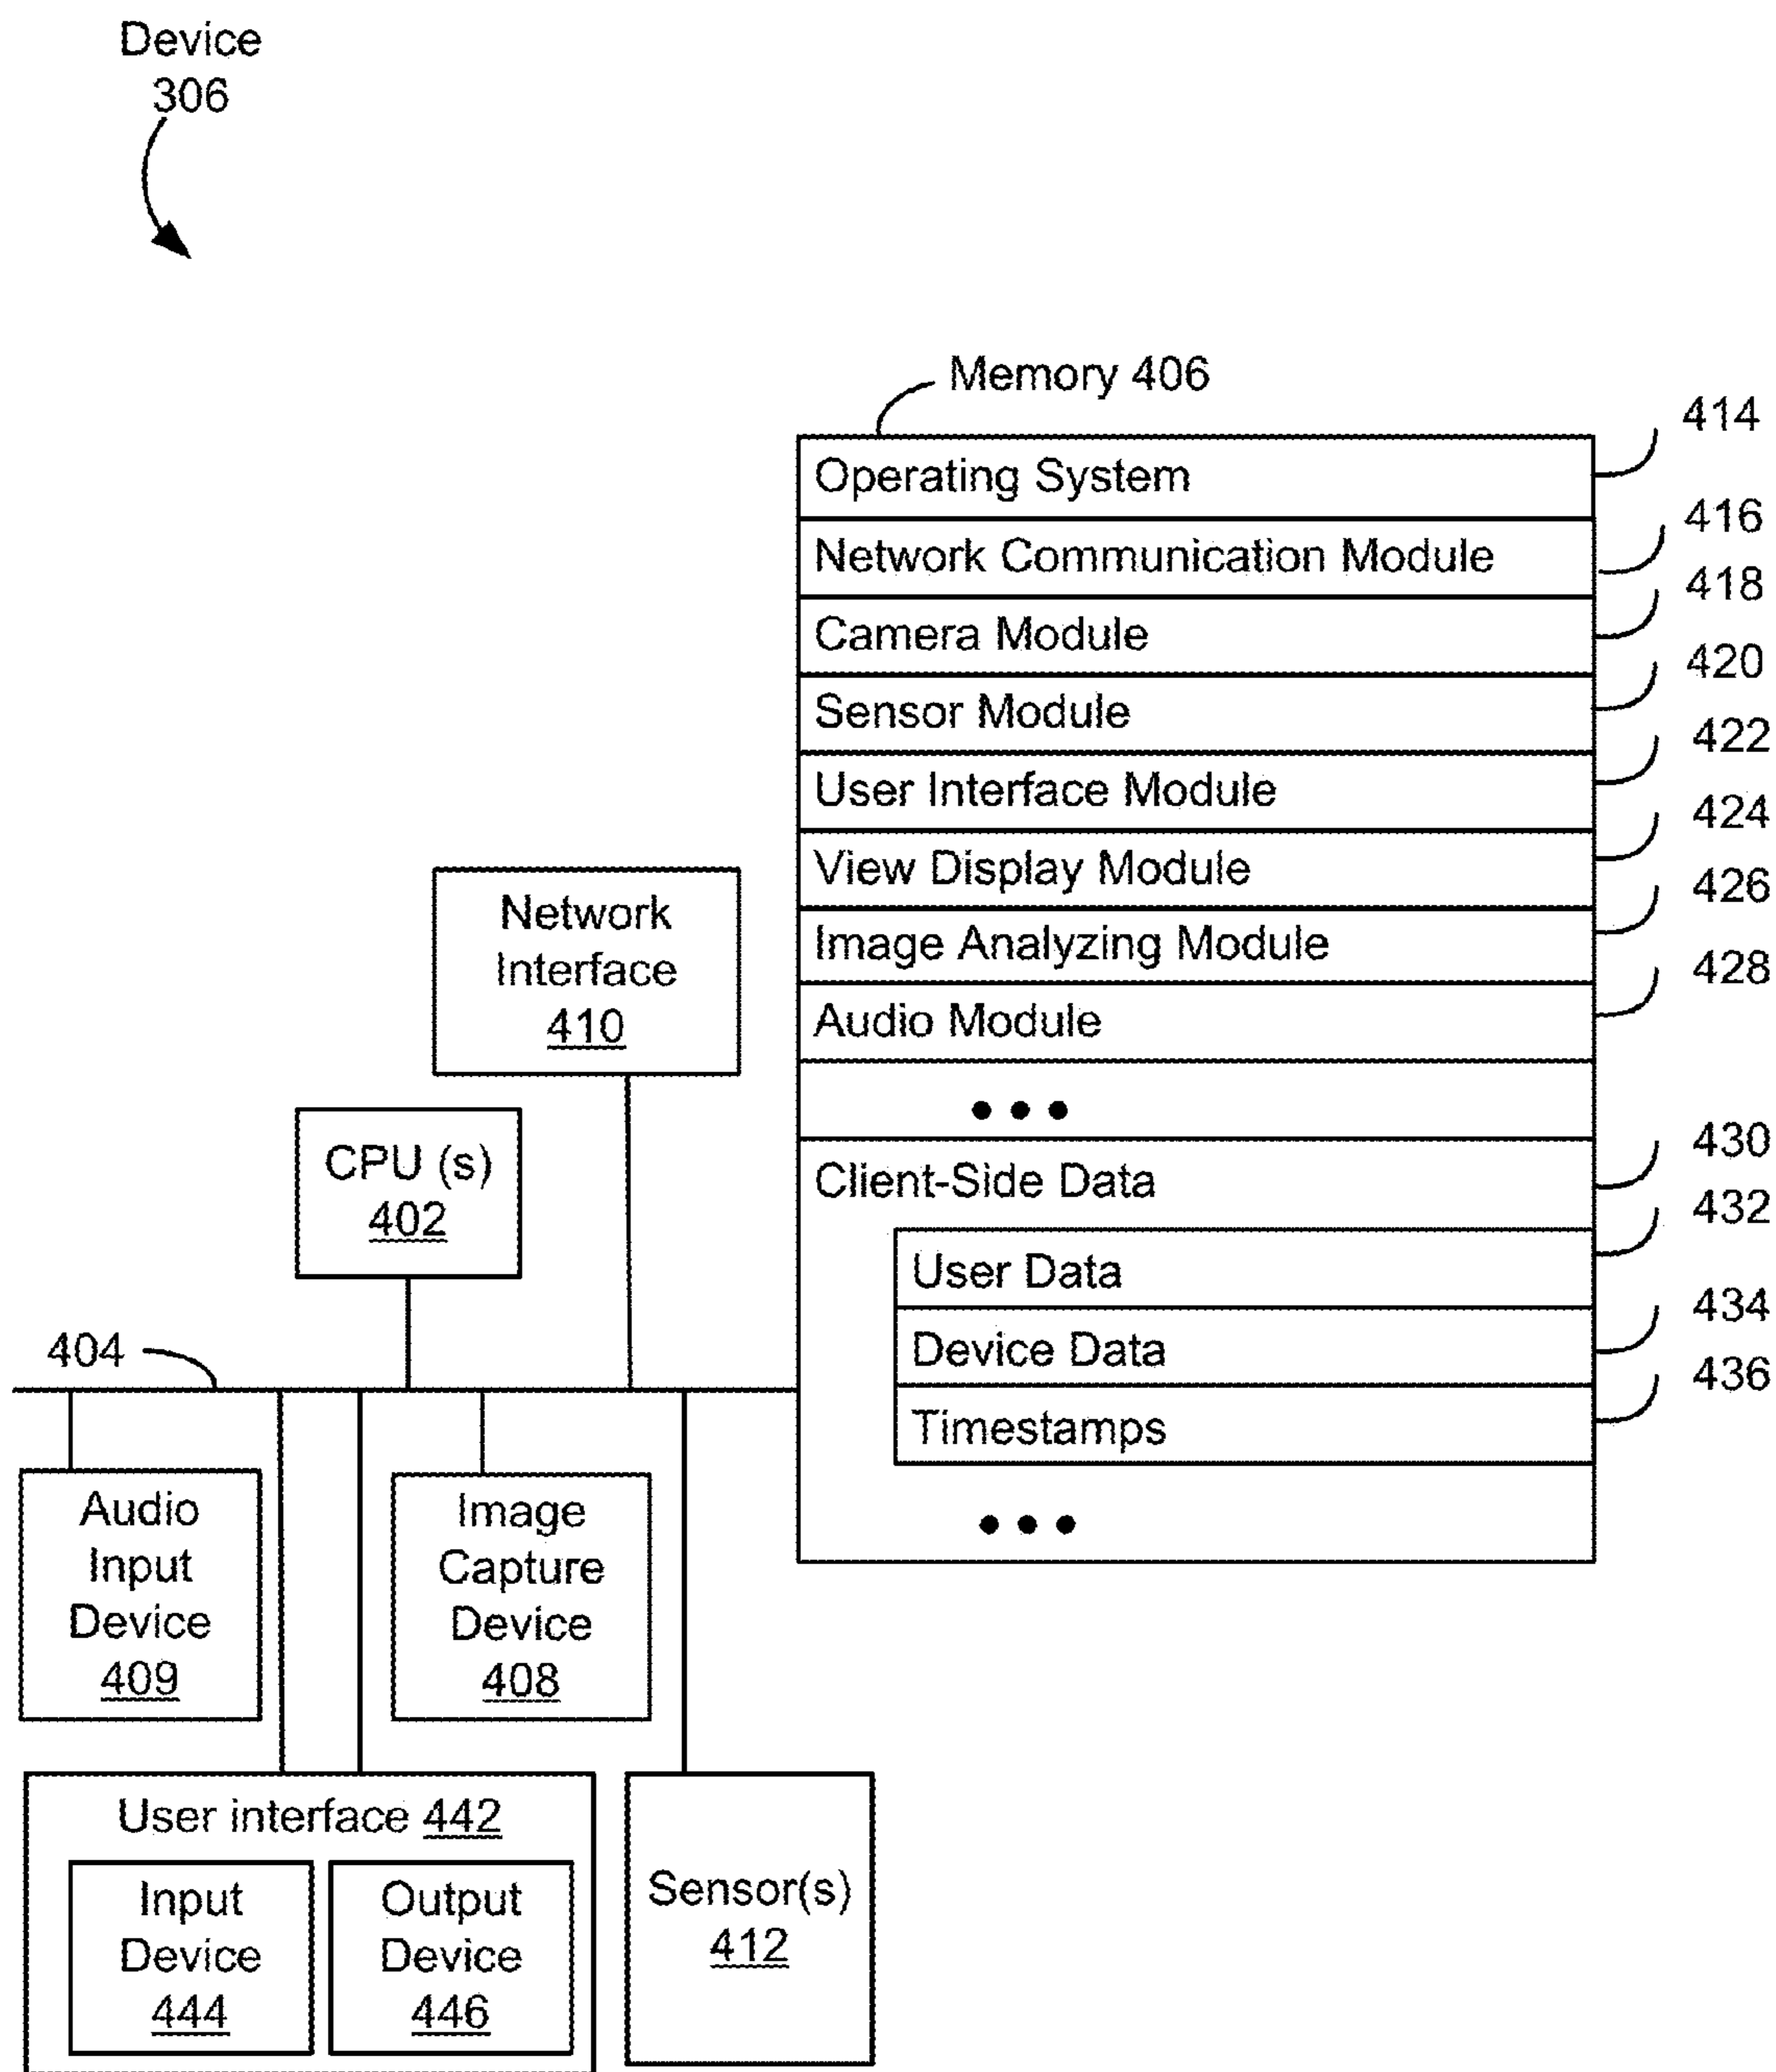 Device
306
Memory 406
414
Operating System
416
Network Communication Module
418
Camera Module
420
Sensor Module
422
User Interface Module
424
View Display Module
426
Image Analyzing Module
428
Audio Module
•••
430
Client-Side Data
432
User Data
434
Device Data
436
Timestamps
•••
Network
Interface
410
CPU (s)
402
404
Audio
Input
Device
409
Image
Capture
Device
408
User interface 442
Input
Device
444
Output
Device
446
Sensor(s)
412